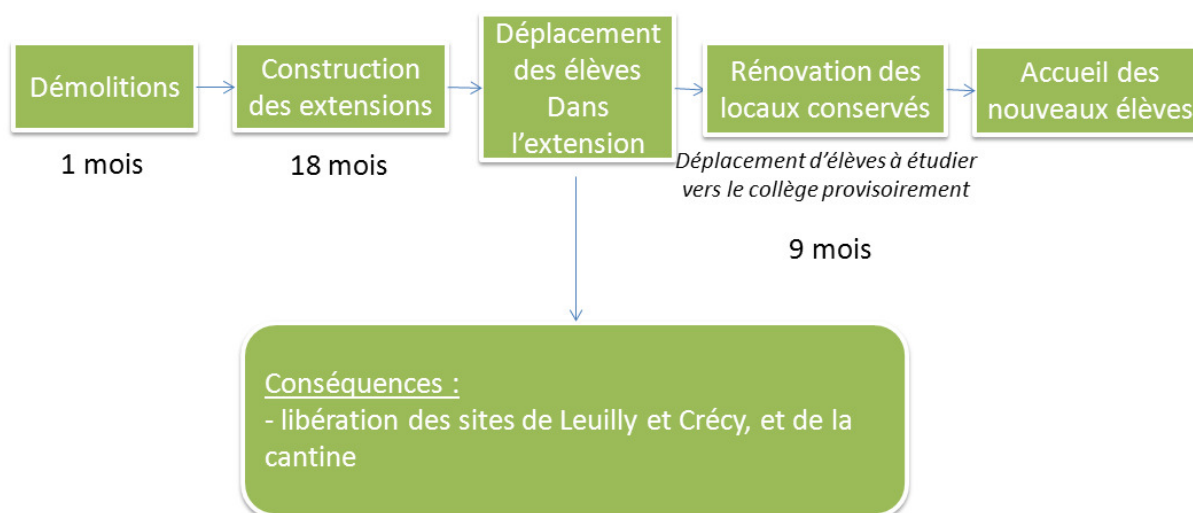 Démolitions
1 mois
Construction
des extensions
18 mois
Déplacement
des élèves
Dans
l'extension
Rénovation des
locaux conservés
Déplacement d'élèves à étudier
vers le collège provisoirement
9 mois
Accueil des
nouveaux élèves
Conséquences :
- libération des sites de Leuilly et Crécy, et de la
cantine